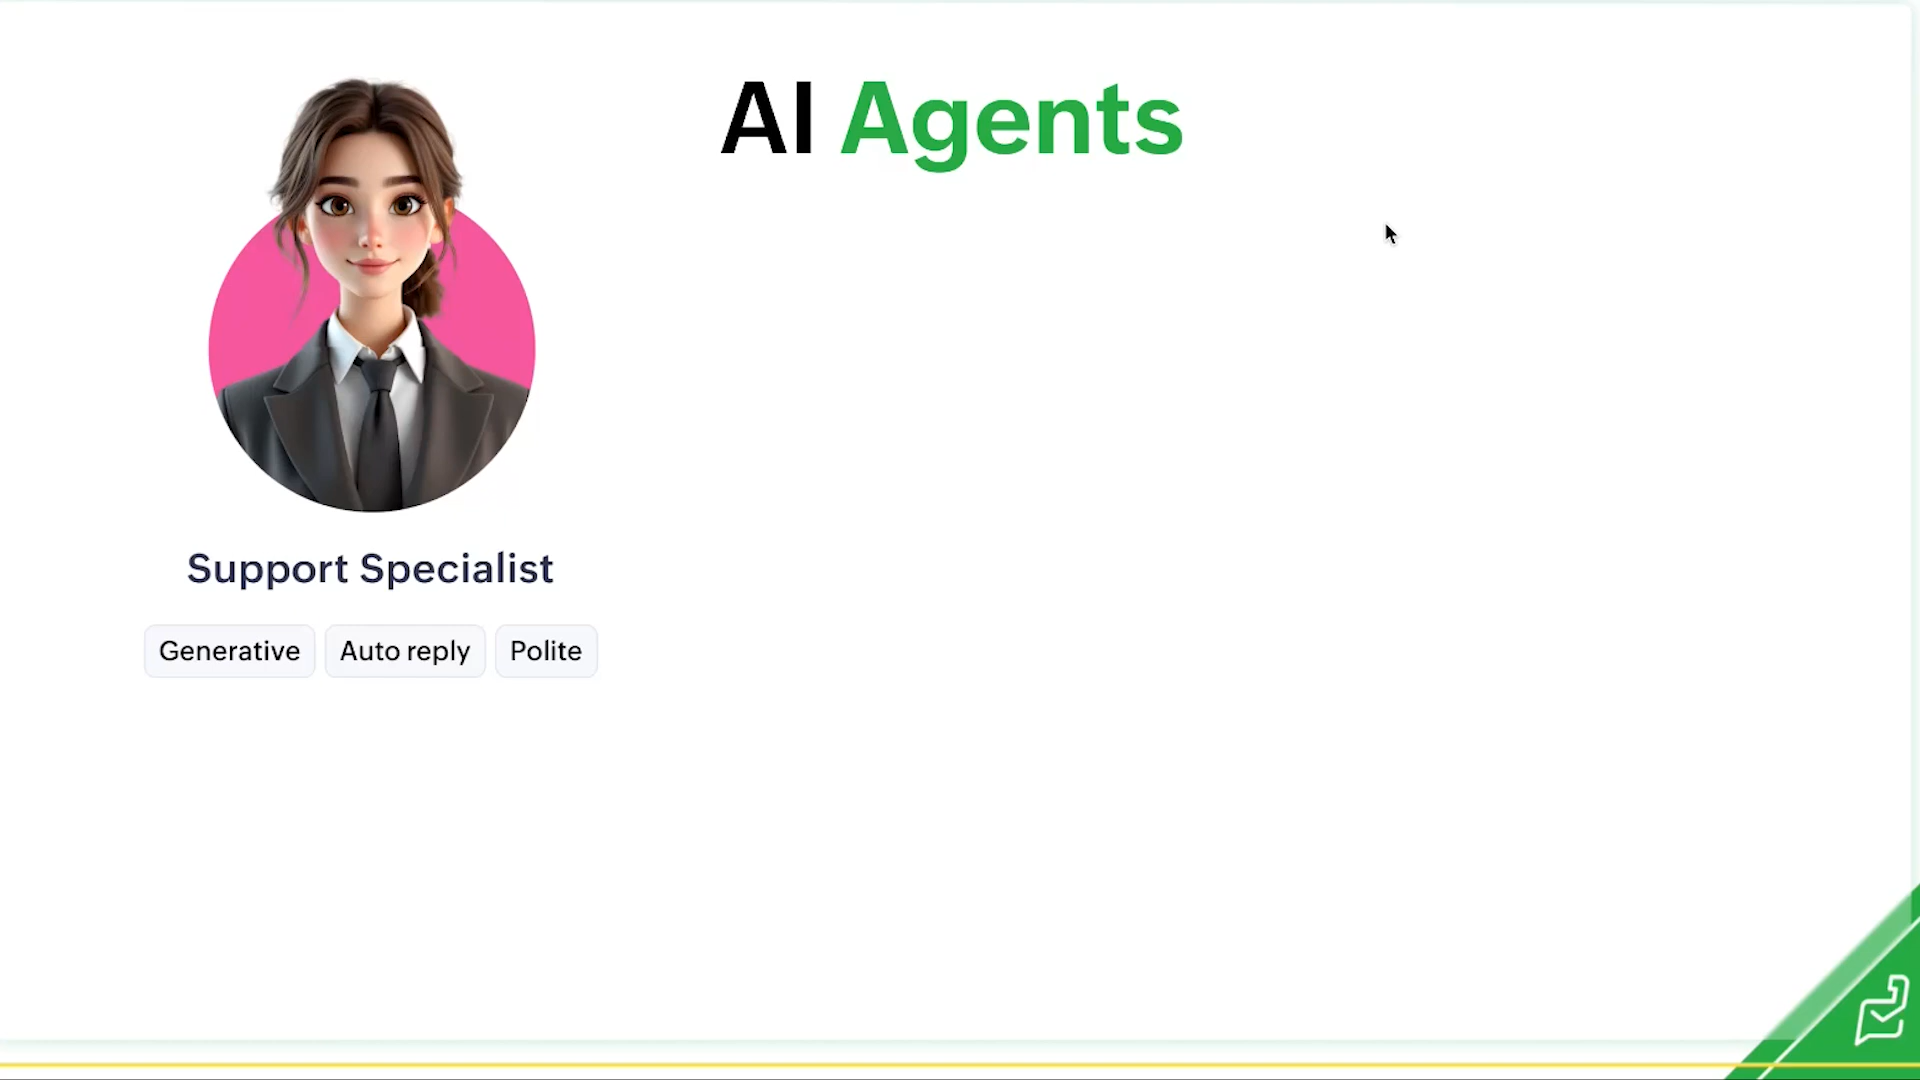 AI Agents
Support Specialist
Generative
Auto reply
Polite